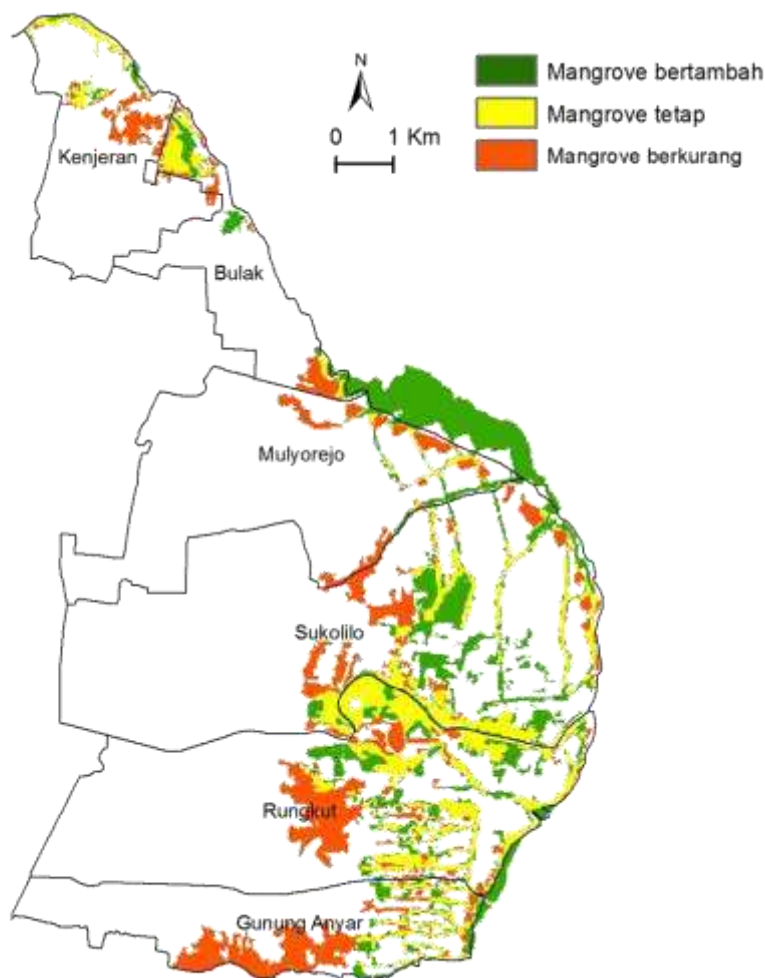 N
0 1 Km
Mangrove bertambah
Mangrove tetap
Mangrove berkurang
Kenjeran
Bulak
Mulyorejo
Sukolilo
Rungkut
Gunung Anyar